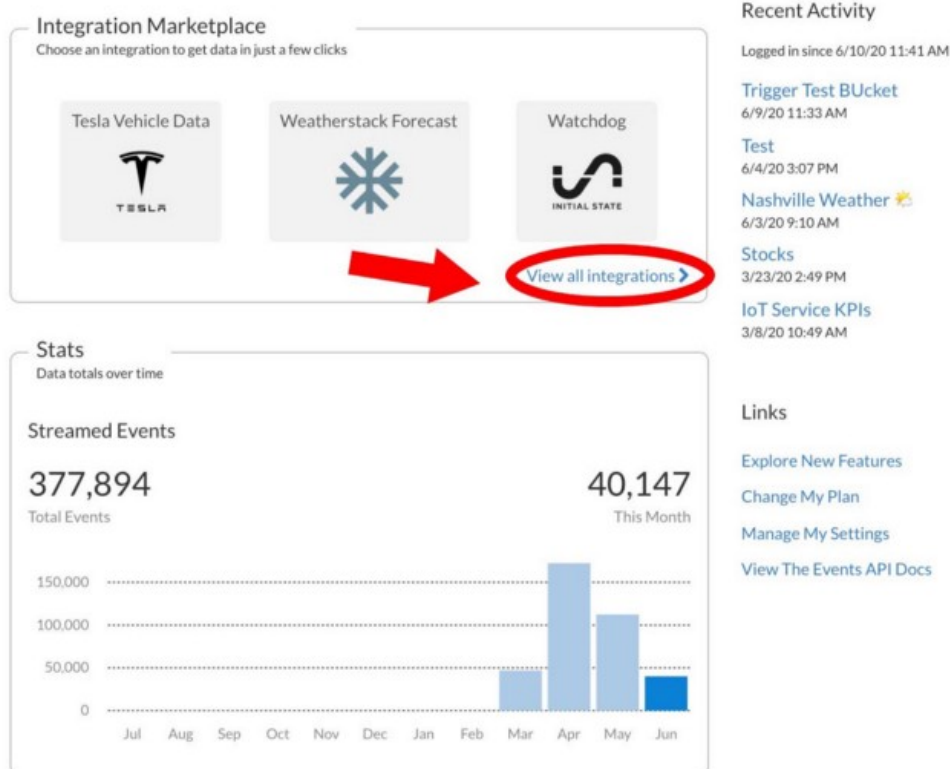 Integration Marketplace
Choose an integration to get data in just a few clicks
Tesla Vehicle Data
TESLA
Weatherstack Forecast
Watchdog
INITIAL STATE
View all integrations >
Stats
Data totals over time
Streamed Events
377,894
Total Events
40,147
This Month
150,000
100,000
50,000
0
Jul Aug Sep Oct Nov Dec Jan Feb Mar Apr May Jun
Recent Activity
Logged in since 6/10/20 11:41 AM
Trigger Test BUcket
6/9/20 11:33 AM
Test
6/4/20 3:07 PM
Nashville Weather 🌤️
6/3/20 9:10 AM
Stocks
3/23/20 2:49 PM
IoT Service KPIs
3/8/20 10:49 AM
Links
Explore New Features
Change My Plan
Manage My Settings
View The Events API Docs